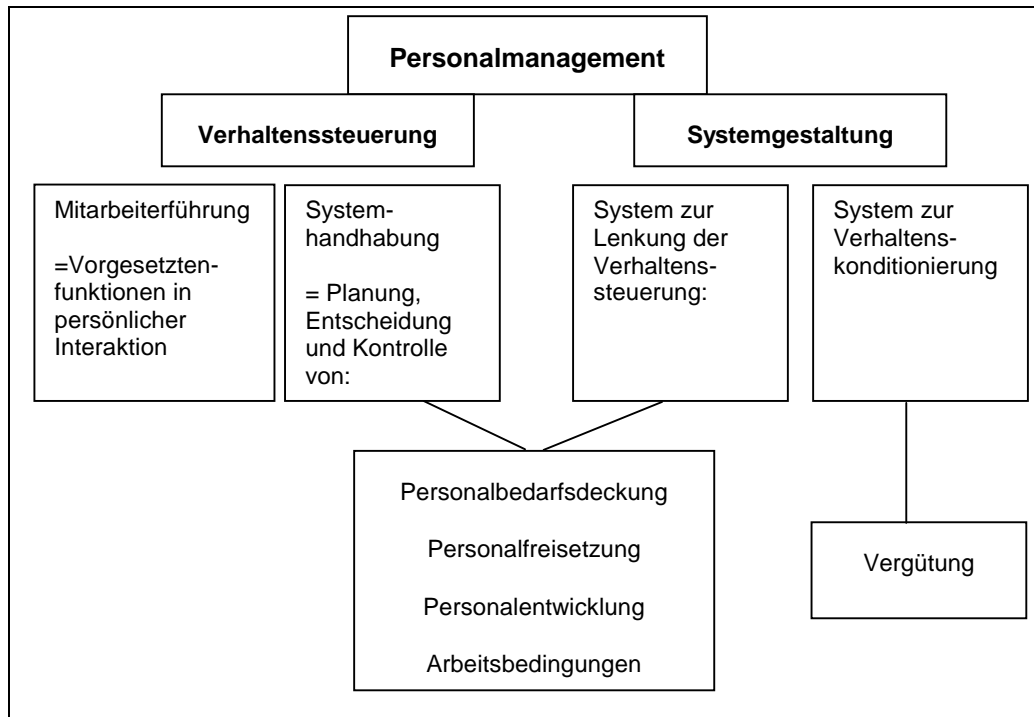 Personalmanagement
Verhaltenssteuerung
Systemgestaltung
Mitarbeiterführung
=Vorgesetzten-
funktionen in
persönlicher
Interaktion
System-
handhabung
= Planung,
Entscheidung
und Kontrolle
von:
System zur
Lenkung der
Verhaltens-
steuerung:
System zur
Verhaltens-
konditionierung
Personalbedarfsdeckung
Personalfreisetzung
Personalentwicklung
Arbeitsbedingungen
Vergütung